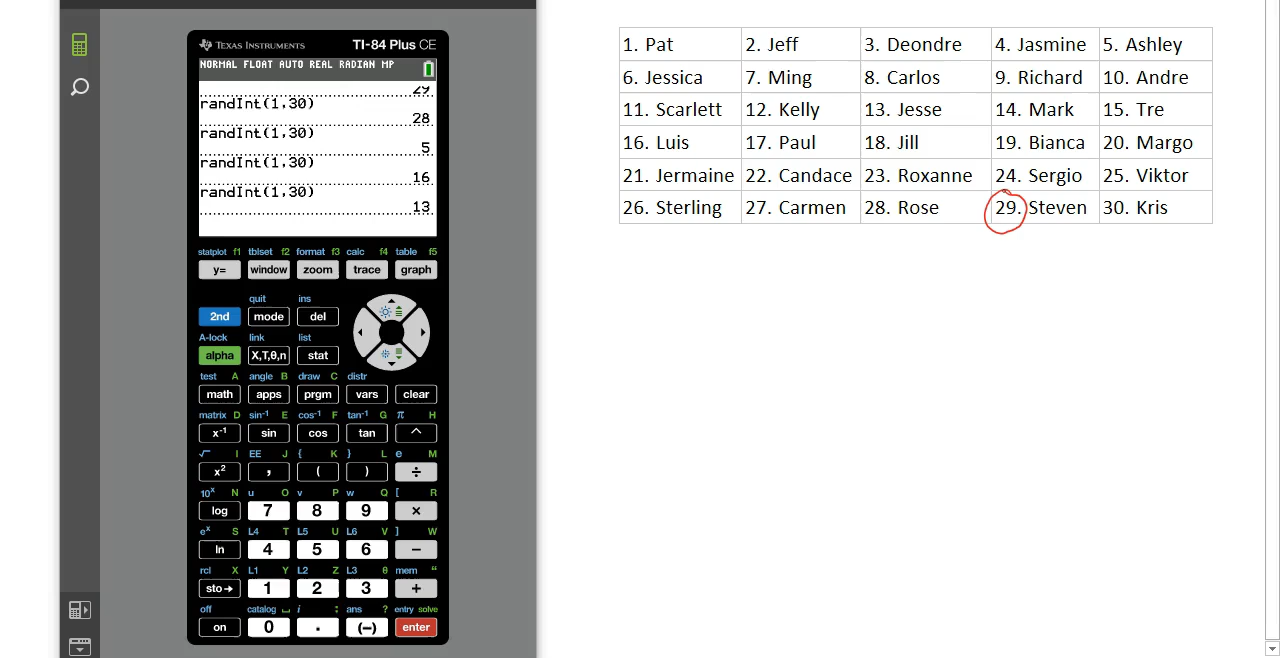 TEXAS INSTRUMENTS TI-84 Plus CE
NORMAL FLOAT AUTO REAL RADIAN MP
29
randInt(1,30)
28
randInt(1,30)
5
randInt(1,30)
16
randInt(1,30)
13
statplot f1 tblset f2 format f3 calc f4 table f5
y= window zoom trace graph
quit ins
2nd mode del
A-lock link list
alpha X,T,θ,n stat
test A angle B draw C distr
math apps prgm vars clear
matrix D sin⁻¹ E cos⁻¹ F tan⁻¹ G π H
x⁻¹ sin cos tan ^
√ I EE J { K } L e M
x² , ( ) ÷
10ˣ N u O v P w Q [ R
log 7 8 9 ×
eˣ S L4 T L5 U L6 V ] W
ln 4 5 6 −
rcl X L1 Y L2 Z L3 θ mem "
sto→ 1 2 3 +
off catalog ⎵ i : ans ? entry solve
on 0 . (−) enter
1. Pat 2. Jeff 3. Deondre 4. Jasmine 5. Ashley
6. Jessica 7. Ming 8. Carlos 9. Richard 10. Andre
11. Scarlett 12. Kelly 13. Jesse 14. Mark 15. Tre
16. Luis 17. Paul 18. Jill 19. Bianca 20. Margo
21. Jermaine 22. Candace 23. Roxanne 24. Sergio 25. Viktor
26. Sterling 27. Carmen 28. Rose 29. Steven 30. Kris